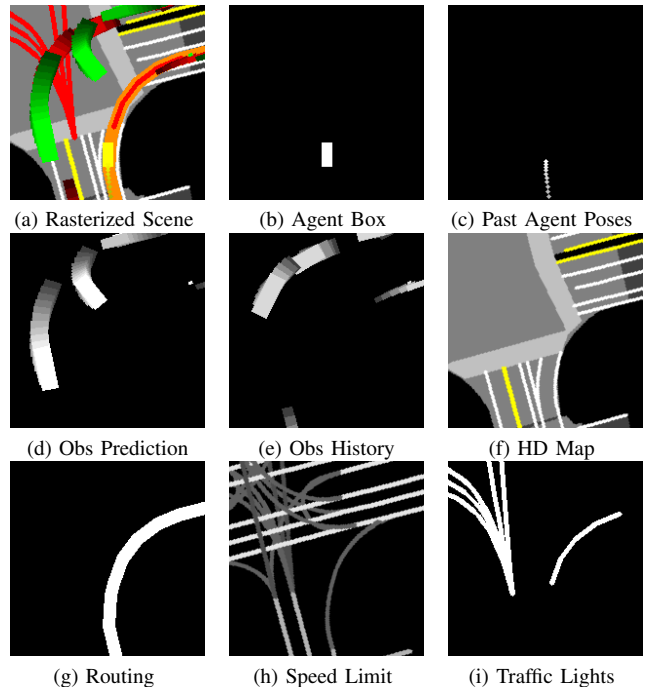 (a) Rasterized Scene
(b) Agent Box
(c) Past Agent Poses
(d) Obs Prediction
(e) Obs History
(f) HD Map
(g) Routing
(h) Speed Limit
(i) Traffic Lights